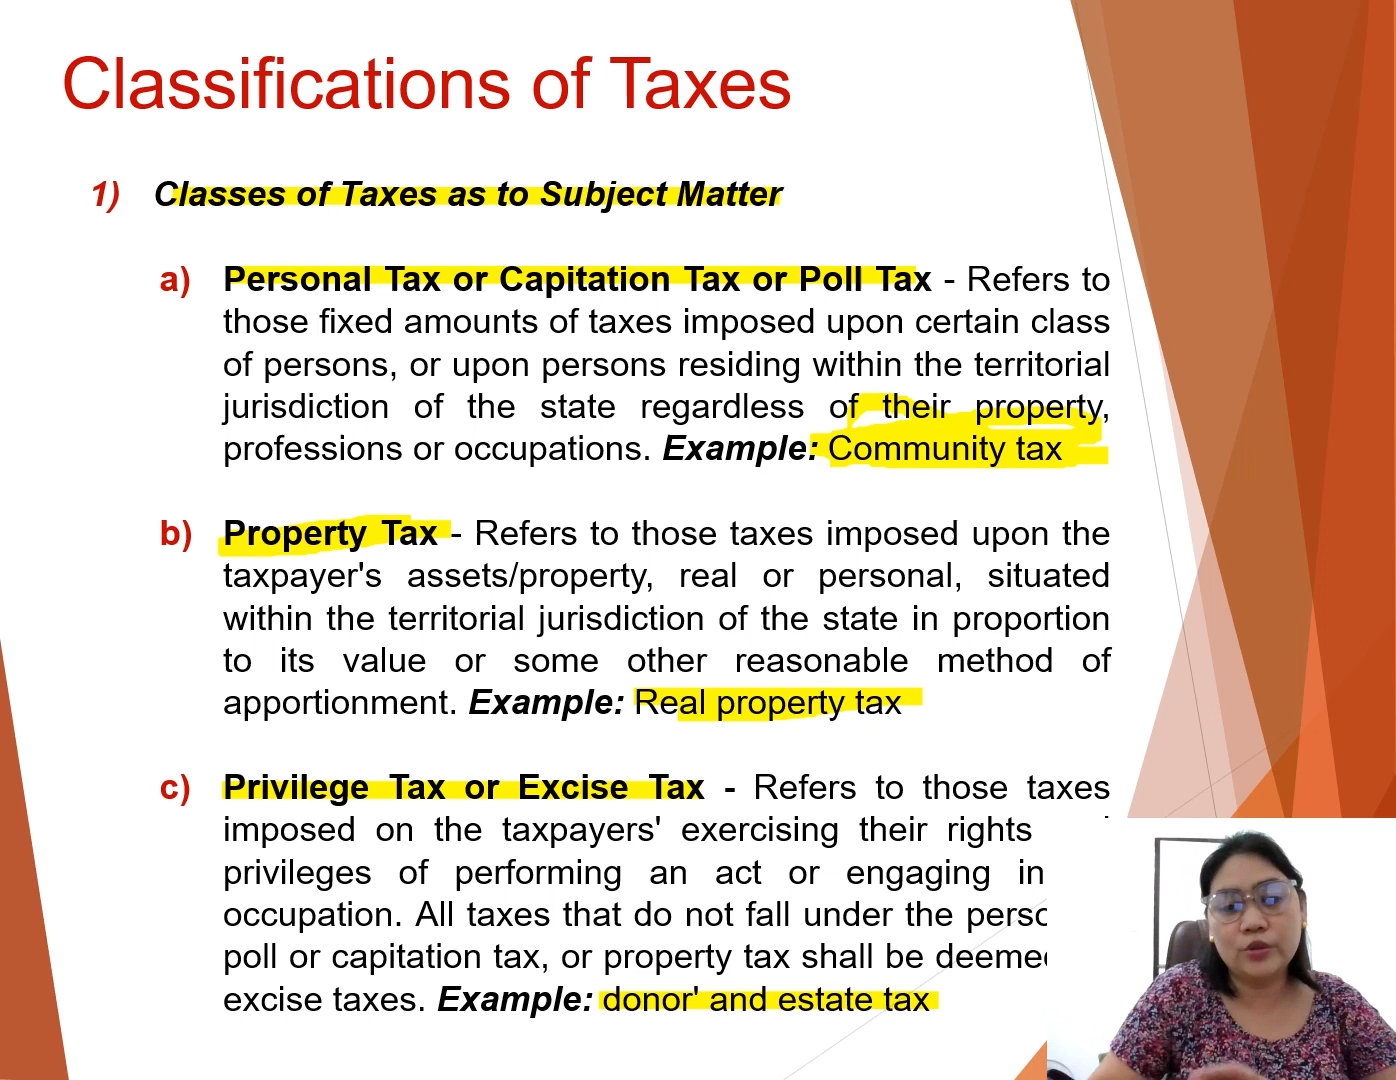 Classifications of Taxes
1) Classes of Taxes as to Subject Matter
a) Personal Tax or Capitation Tax or Poll Tax - Refers to
those fixed amounts of taxes imposed upon certain class
of persons, or upon persons residing within the territorial
jurisdiction of the state regardless of their property,
professions or occupations. Example: Community tax
b) Property Tax - Refers to those taxes imposed upon the
taxpayer's assets/property, real or personal, situated
within the territorial jurisdiction of the state in proportion
to its value or some other reasonable method of
apportionment. Example: Real property tax
c) Privilege Tax or Excise Tax - Refers to those taxes
imposed on the taxpayers' exercising their rights
privileges of performing an act or engaging in
occupation. All taxes that do not fall under the
poll or capitation tax, or property tax shall be
excise taxes. Example: donor' and estate tax